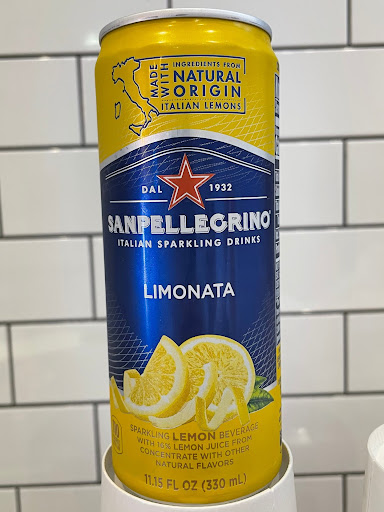 MADE
WITH
INGREDIENTS FROM
NATURAL
ORIGIN
ITALIAN LEMONS
DAL 1932
SANPELLEGRINO
ITALIAN SPARKLING DRINKS
LIMONATA
SPARKLING LEMON BEVERAGE
WITH 16% LEMON JUICE FROM
CONCENTRATE WITH OTHER
NATURAL FLAVORS
11.15 FL OZ (330 mL)